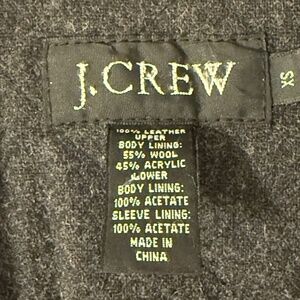 J.CREW
XS
100% LEATHER
UPPER
BODY LINING:
55% WOOL
45% ACRYLIC
LOWER
BODY LINING:
100% ACETATE
SLEEVE LINING:
100% ACETATE
MADE IN
CHINA